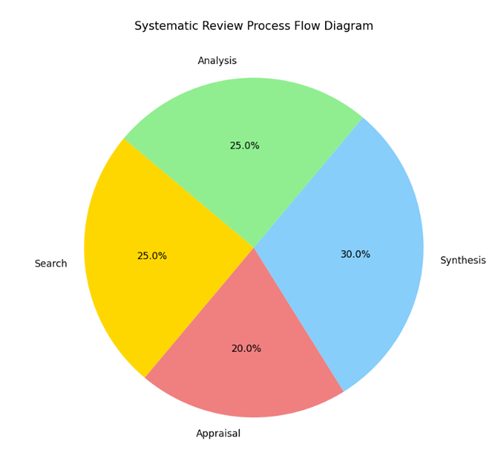 Systematic Review Process Flow Diagram
Analysis
25.0%
Search
25.0%
30.0%
Synthesis
20.0%
Appraisal